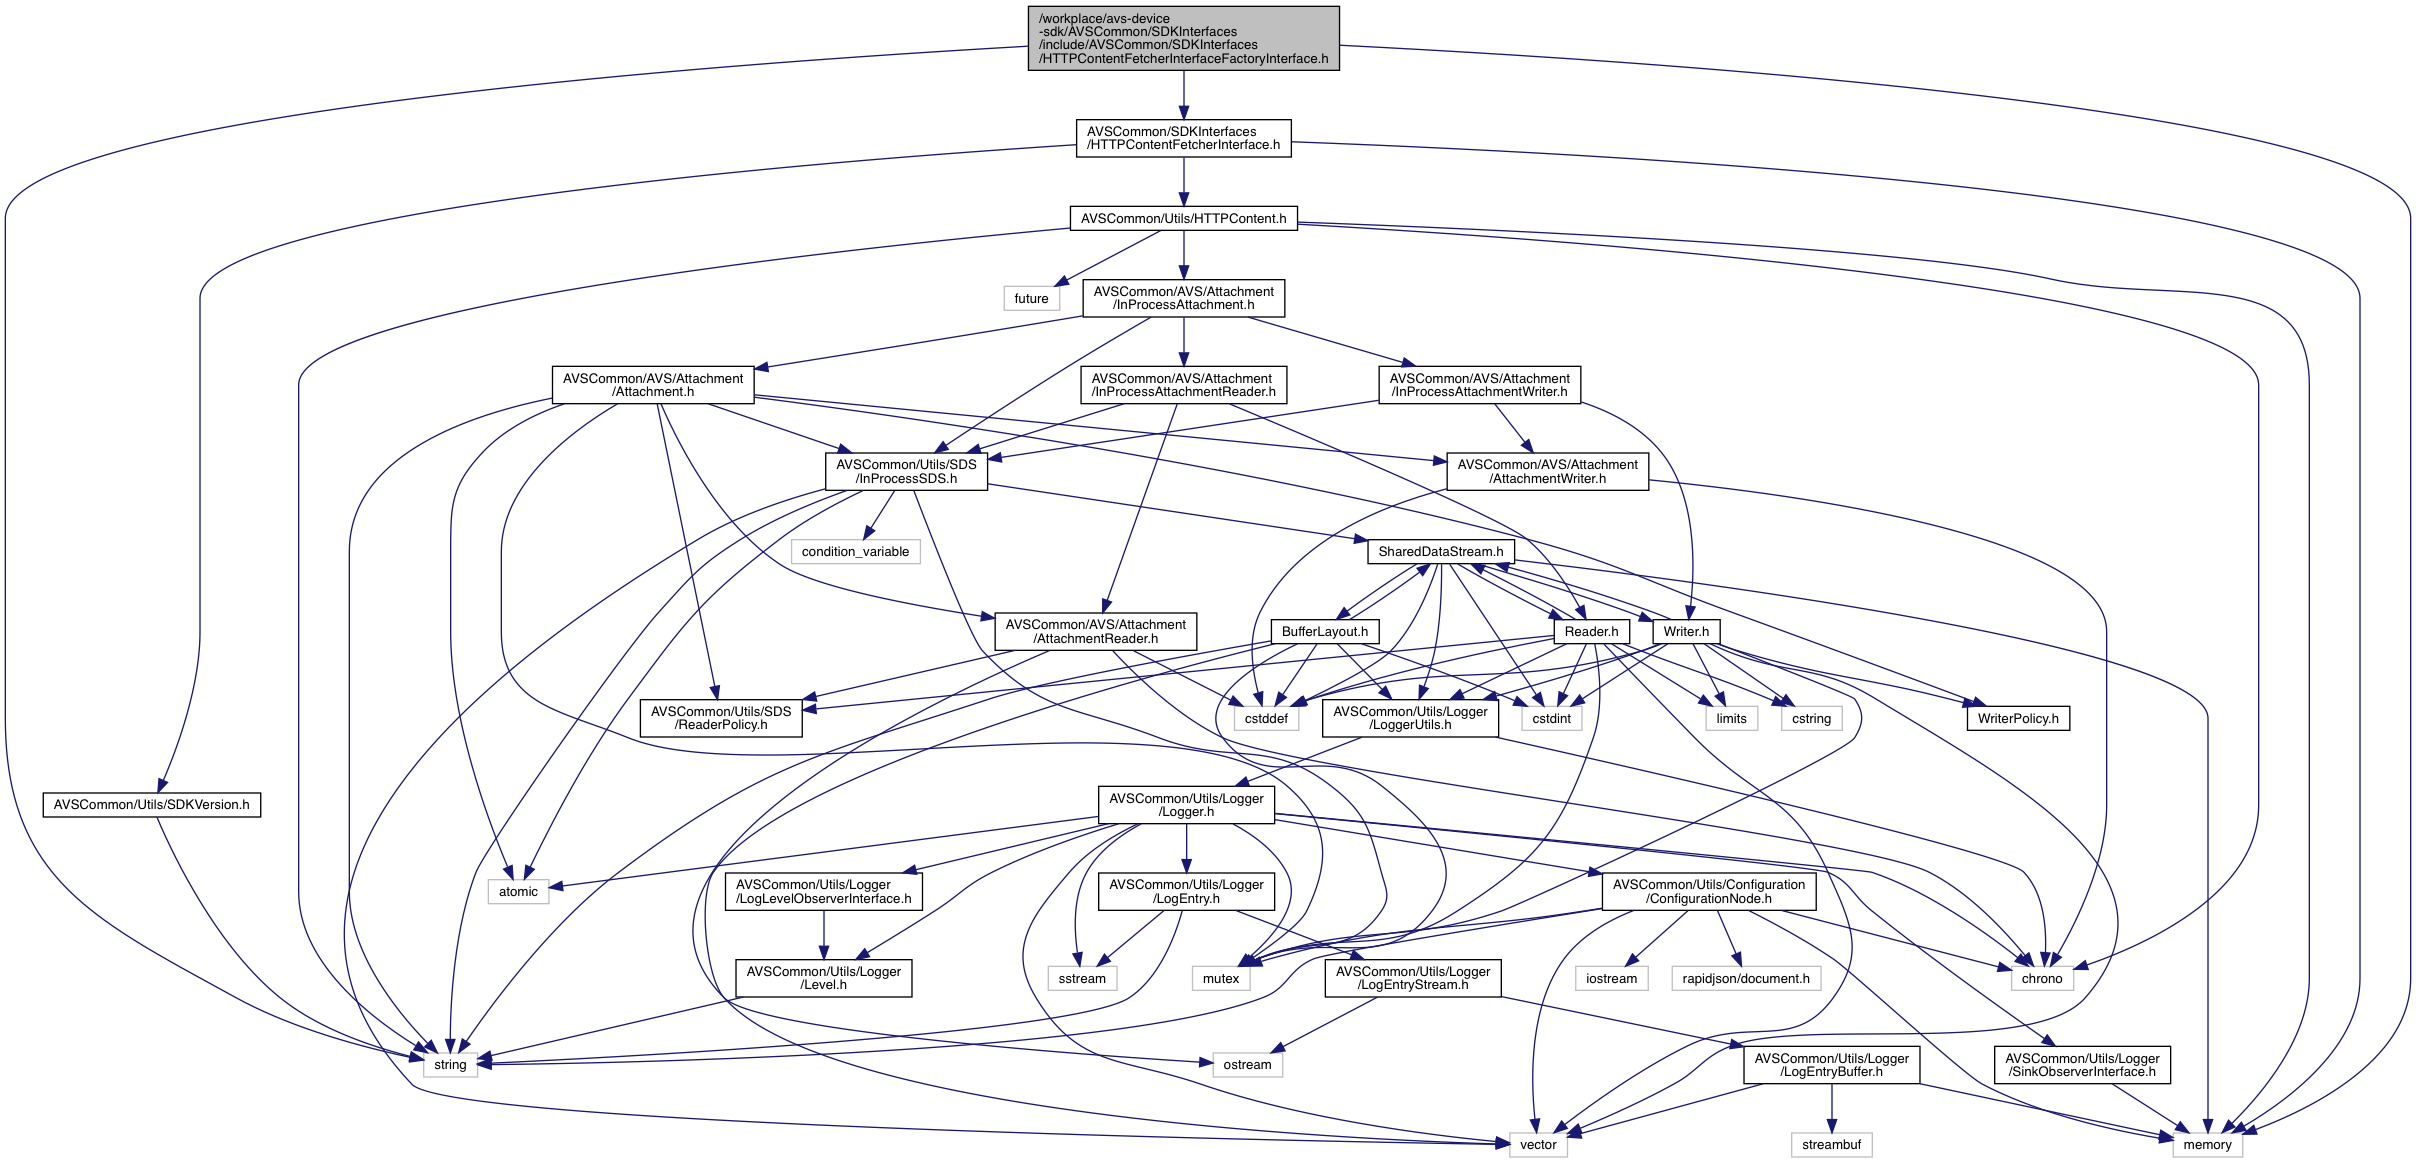 /workplace/avs-device
-sdk/AVSCommon/SDKInterfaces
/include/AVSCommon/SDKInterfaces
/HTTPContentFetcherInterfaceFactoryInterface.h
AVSCommon/SDKInterfaces
/HTTPContentFetcherInterface.h
AVSCommon/Utils/HTTPContent.h
future
AVSCommon/AVS/Attachment
/InProcessAttachment.h
AVSCommon/AVS/Attachment
/Attachment.h
AVSCommon/AVS/Attachment
/InProcessAttachmentReader.h
AVSCommon/AVS/Attachment
/InProcessAttachmentWriter.h
AVSCommon/Utils/SDS
/InProcessSDS.h
AVSCommon/AVS/Attachment
/AttachmentWriter.h
condition_variable
SharedDataStream.h
AVSCommon/AVS/Attachment
/AttachmentReader.h
BufferLayout.h
Reader.h
Writer.h
AVSCommon/Utils/SDS
/ReaderPolicy.h
cstddef
AVSCommon/Utils/Logger
/LoggerUtils.h
cstdint
limits
cstring
WriterPolicy.h
AVSCommon/Utils/SDKVersion.h
AVSCommon/Utils/Logger
/Logger.h
atomic
AVSCommon/Utils/Logger
/LogLevelObserverInterface.h
AVSCommon/Utils/Logger
/LogEntry.h
AVSCommon/Utils/Configuration
/ConfigurationNode.h
AVSCommon/Utils/Logger
/Level.h
sstream
mutex
AVSCommon/Utils/Logger
/LogEntryStream.h
iostream
rapidjson/document.h
chrono
string
ostream
AVSCommon/Utils/Logger
/LogEntryBuffer.h
AVSCommon/Utils/Logger
/SinkObserverInterface.h
vector
streambuf
memory